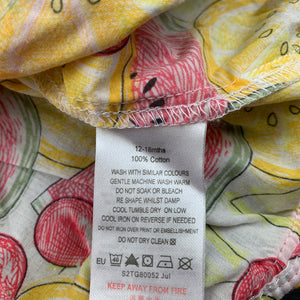 12-18mths
100% Cotton
WASH WITH SIMILAR COLOURS
GENTLE MACHINE WASH WARM
DO NOT SOAK OR BLEACH
RE SHAPE WHILST DAMP
COOL TUMBLE DRY ON LOW
COOL IRON ON REVERSE IF NEEDED
DO NOT IRON OVER PRINT OR EMBELLISHMENT
DO NOT DRY CLEAN
EU
S2TG80052 Jul
KEEP AWAY FROM FIRE